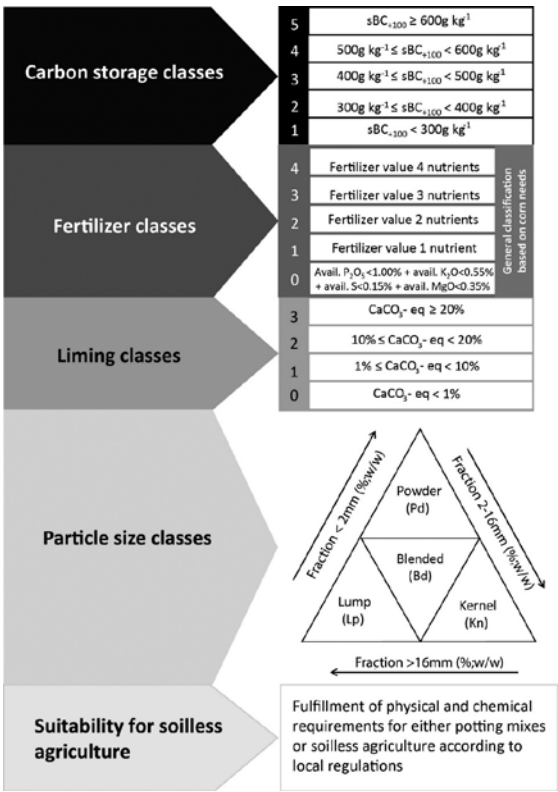 Carbon storage classes
5 sBC₊₁₀₀ ≥ 600g kg⁻¹
4 500g kg⁻¹ ≤ sBC₊₁₀₀ < 600g kg⁻¹
3 400g kg⁻¹ ≤ sBC₊₁₀₀ < 500g kg⁻¹
2 300g kg⁻¹ ≤ sBC₊₁₀₀ < 400g kg⁻¹
1 sBC₊₁₀₀ < 300g kg⁻¹
Fertilizer classes
4 Fertilizer value 4 nutrients
3 Fertilizer value 3 nutrients
2 Fertilizer value 2 nutrients
1 Fertilizer value 1 nutrient
0 Avail. P₂O₅<1.00% + avail. K₂O<0.55%
+ avail. S<0.15% + avail. MgO<0.35%
General classification
based on corn needs
Liming classes
3 CaCO₃- eq ≥ 20%
2 10% ≤ CaCO₃- eq < 20%
1 1% ≤ CaCO₃- eq < 10%
0 CaCO₃- eq < 1%
Particle size classes
Fraction < 2mm (%;w/w)
Fraction 2-16mm (%;w/w)
Powder
(Pd)
Blended
(Bd)
Lump
(Lp)
Kernel
(Kn)
Fraction >16mm (%;w/w)
Suitability for soilless
agriculture
Fulfillment of physical and chemical
requirements for either potting mixes
or soilless agriculture according to
local regulations